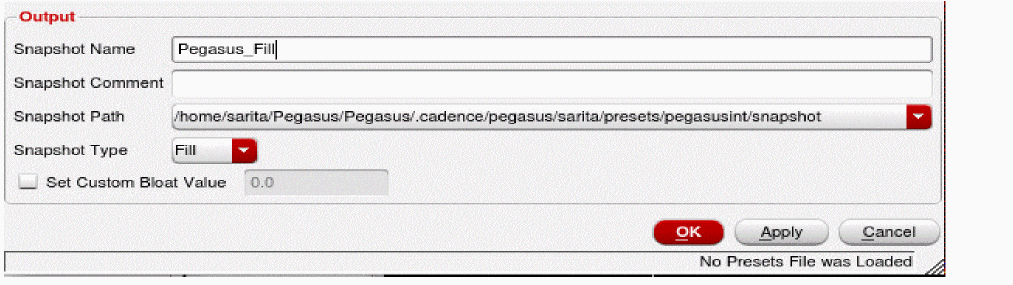 Output
Snapshot Name Pegasus_Fill
Snapshot Comment
Snapshot Path /home/sarita/Pegasus/Pegasus/.cadence/pegasus/sarita/presets/pegasusint/snapshot
Snapshot Type Fill
Set Custom Bloat Value 0.0
OK Apply Cancel
No Presets File was Loaded